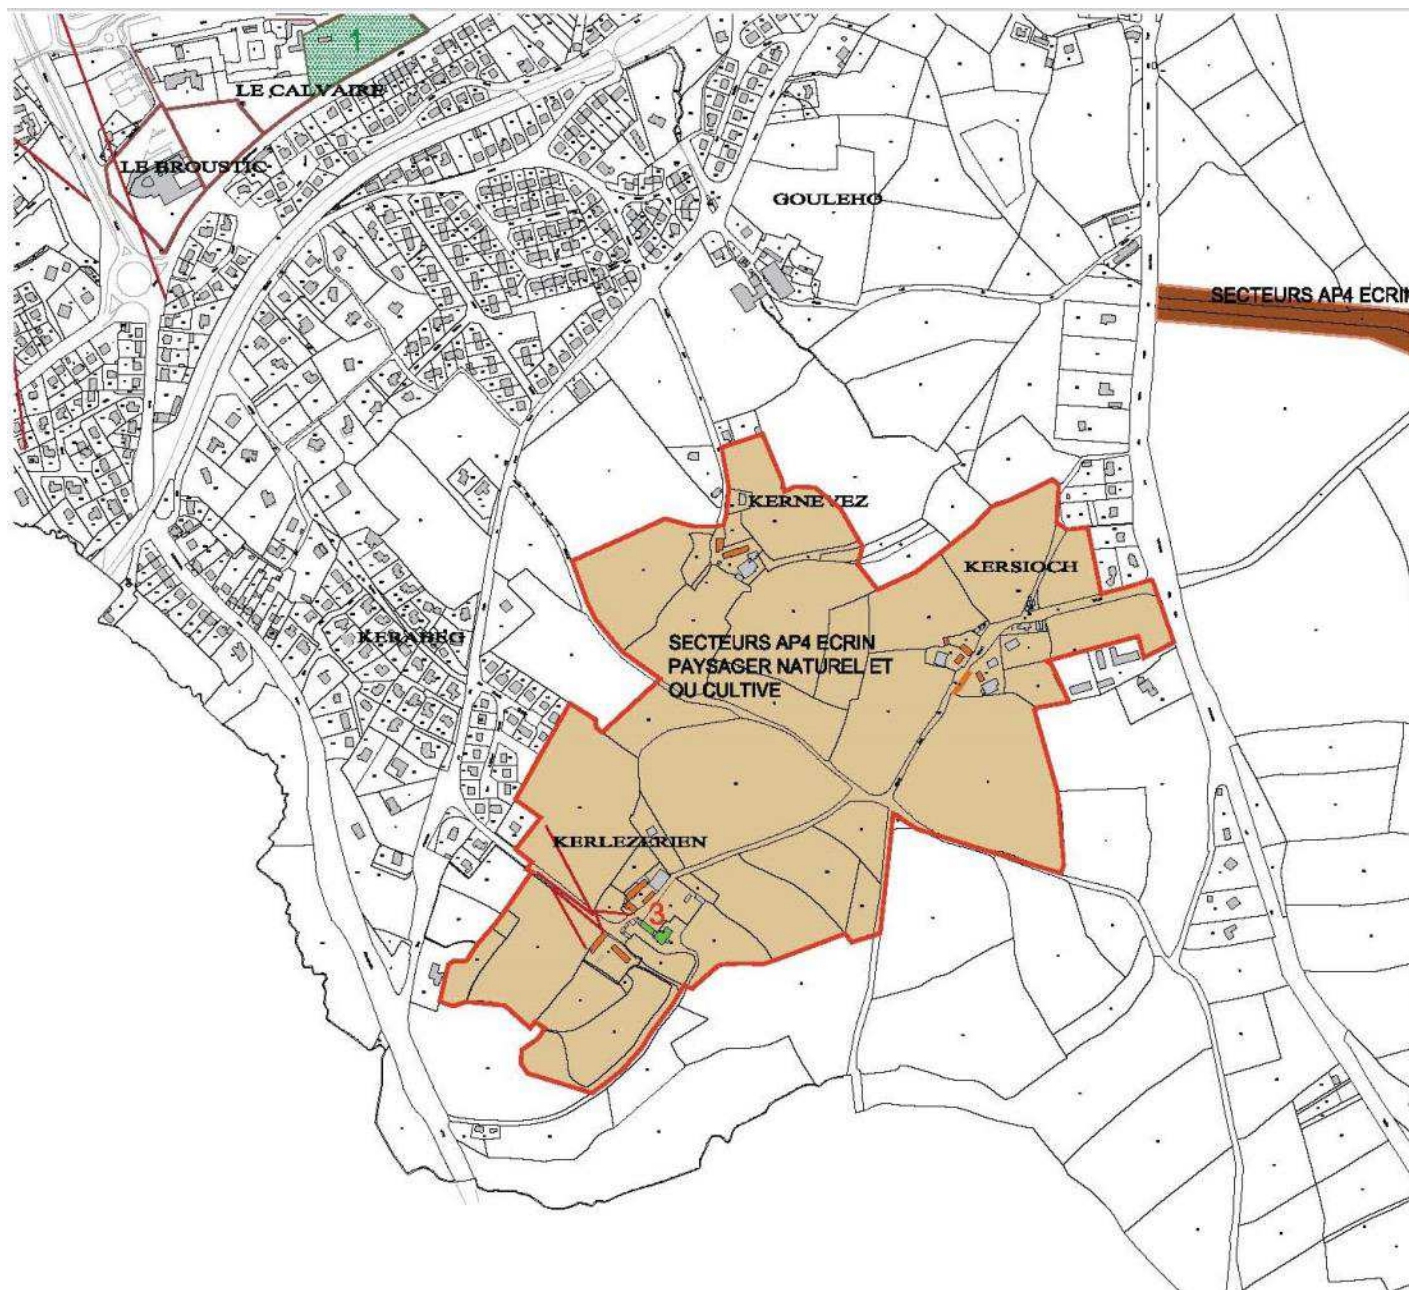 1
LE CALVAIRE
LE BROUSTIC
GOULEHO
SECTEURS AP4 ECRIN
KERNEVEZ
KERSIOCH
KERABEG
SECTEURS AP4 ECRIN
PAYSAGER NATUREL ET
OU CULTIVE
KERLEZERIEN
3